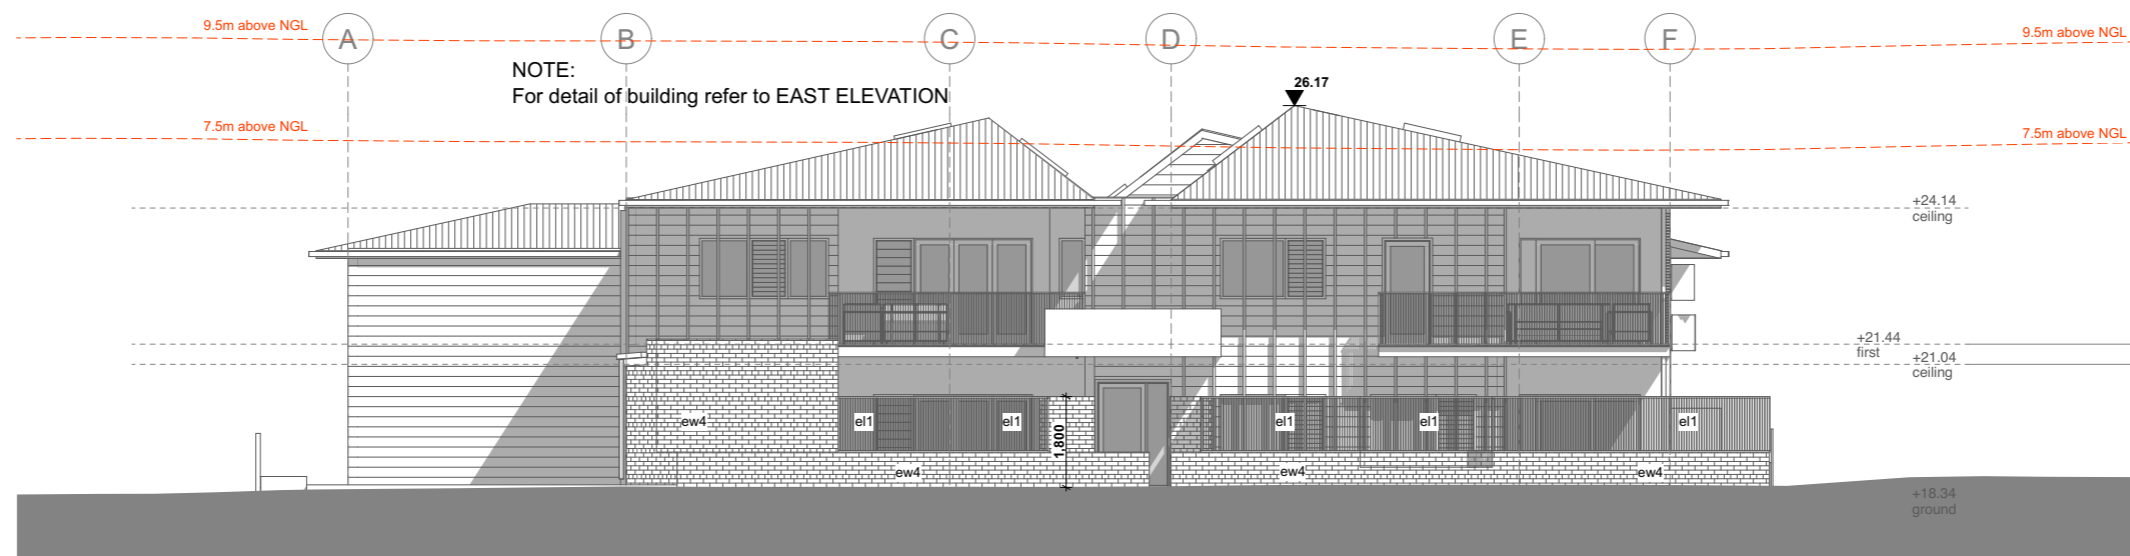 9.5m above NGL
A
B
C
D
E
F
9.5m above NGL
NOTE:
For detail of building refer to EAST ELEVATION
26.17
7.5m above NGL
7.5m above NGL
+24.14
ceiling
+21.44
first
+21.04
ceiling
ew4
el1
el1
1,800
el1
el1
el1
ew4
ew4
ew4
+18.34
ground